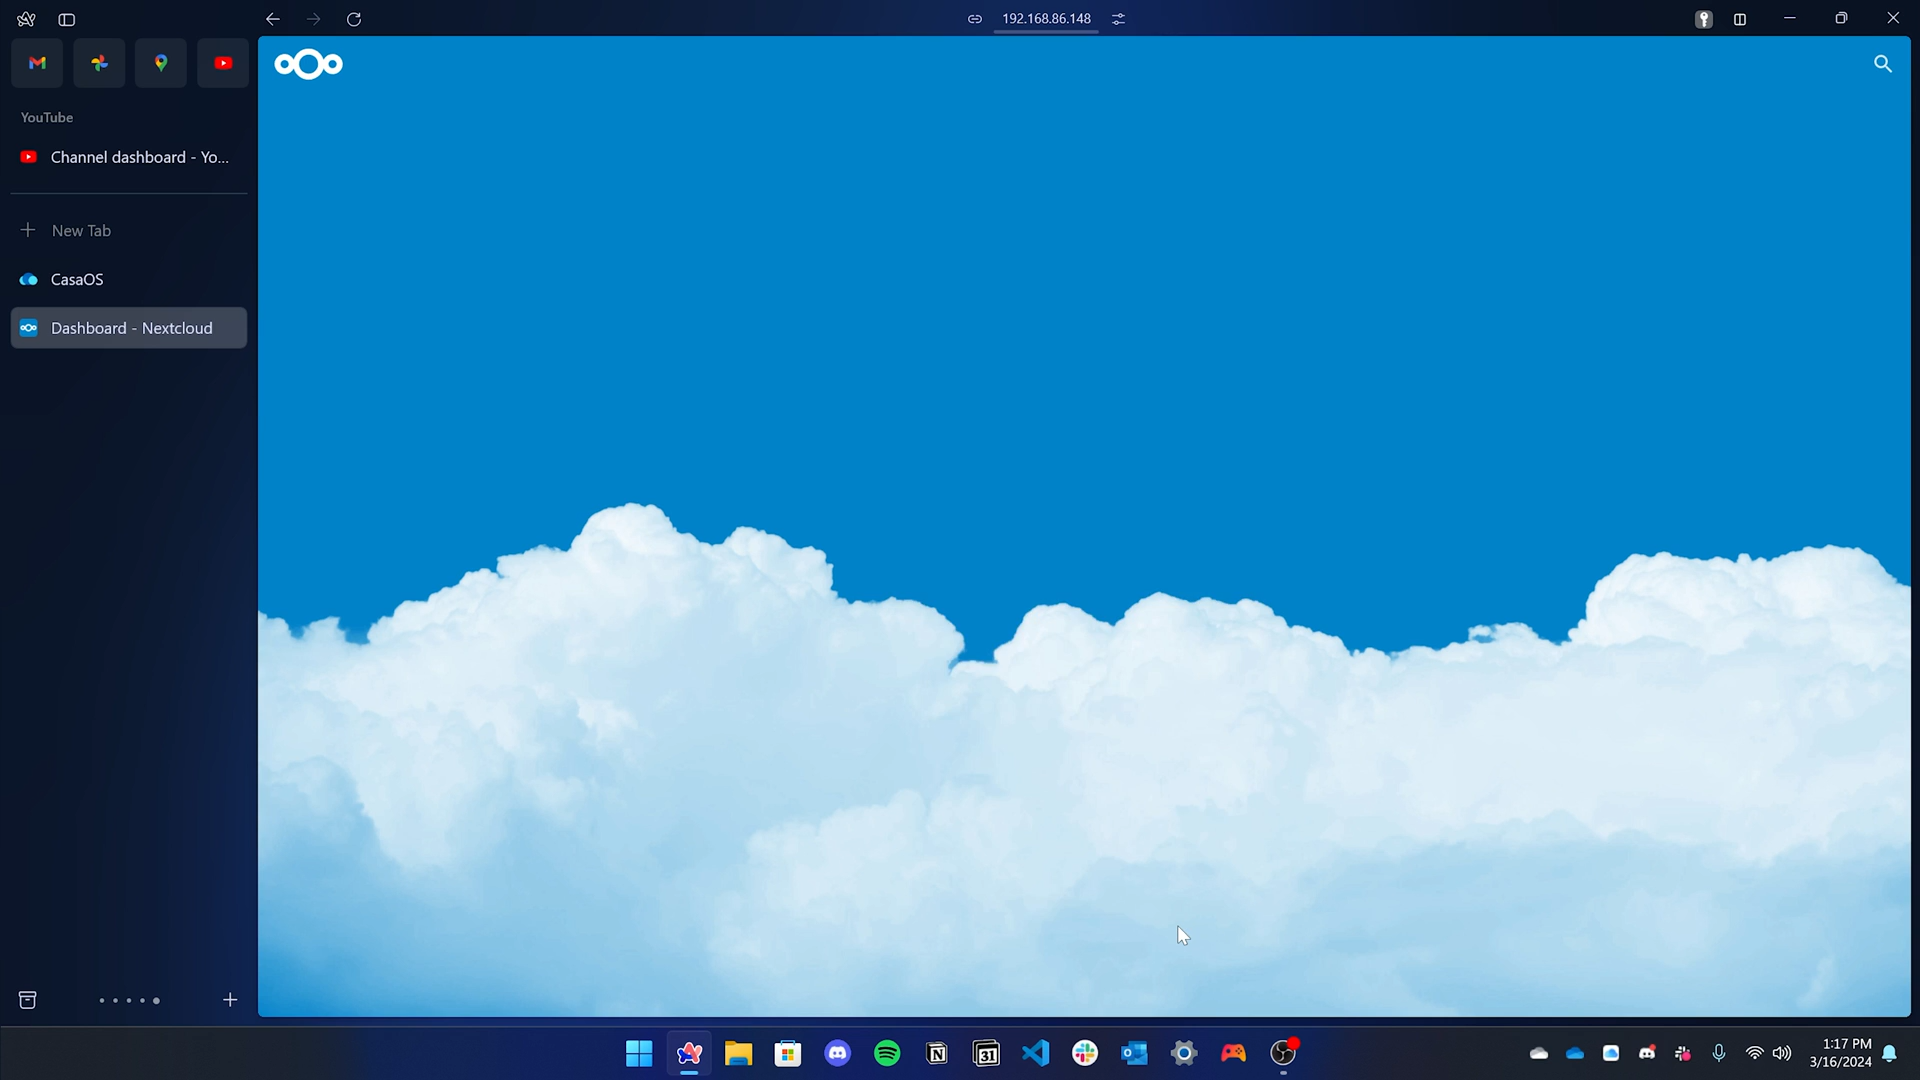 192.168.86.148
YouTube
Channel dashboard - Yo...
New Tab
CasaOS
Dashboard - Nextcloud
31
1:17 PM
3/16/2024